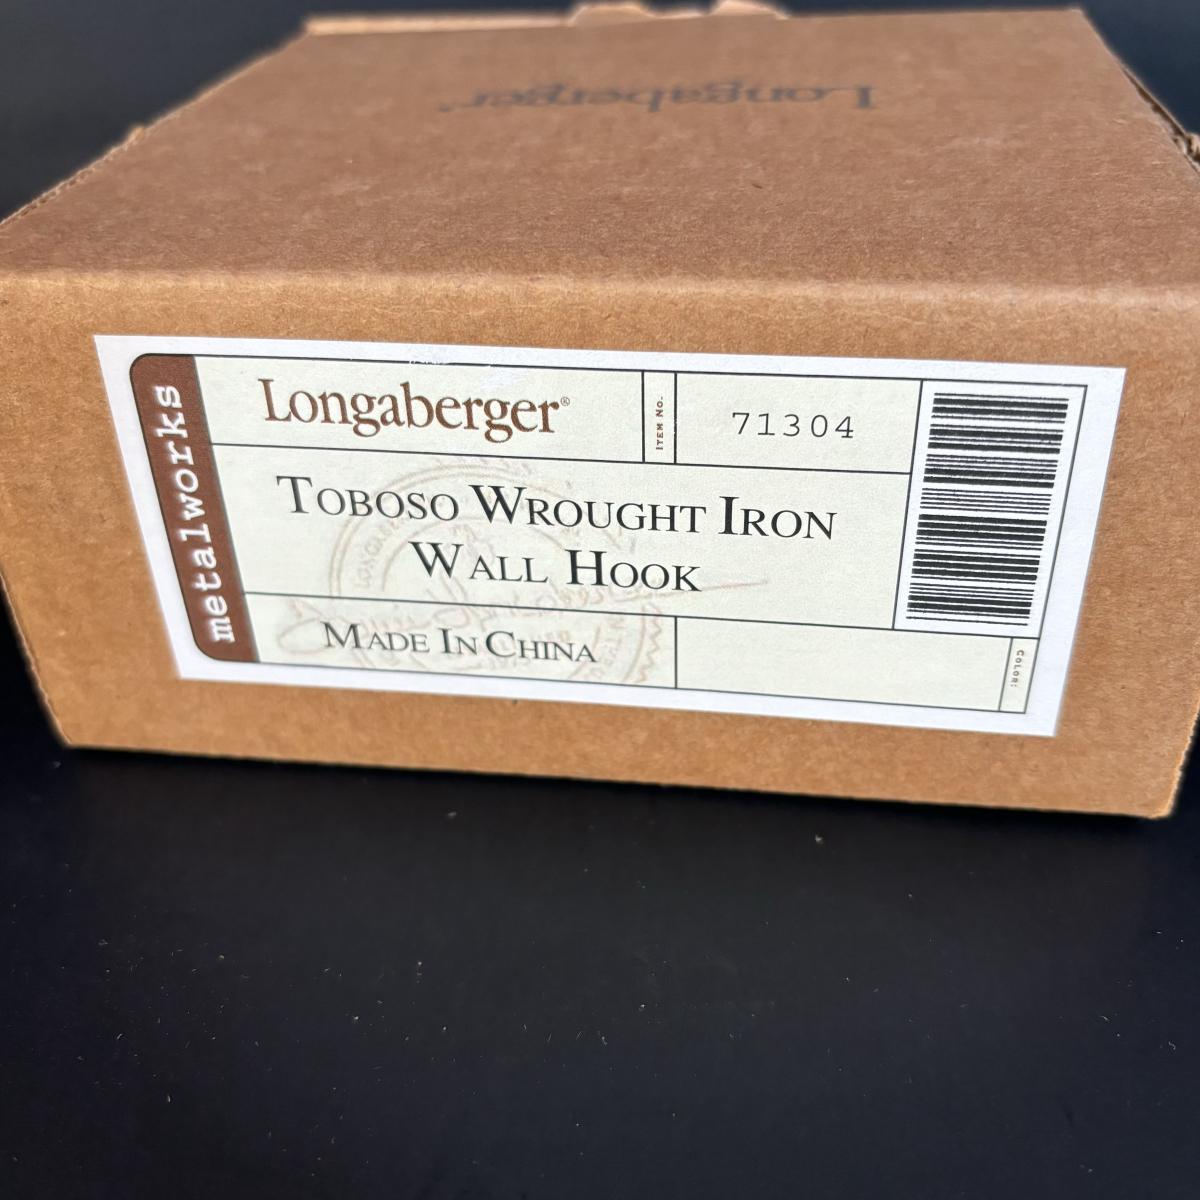 Longaberger®
metalworks
Longaberger®
ITEM NO.
71304
TOBOSO WROUGHT IRON
WALL HOOK
MADE IN CHINA
COLOR: